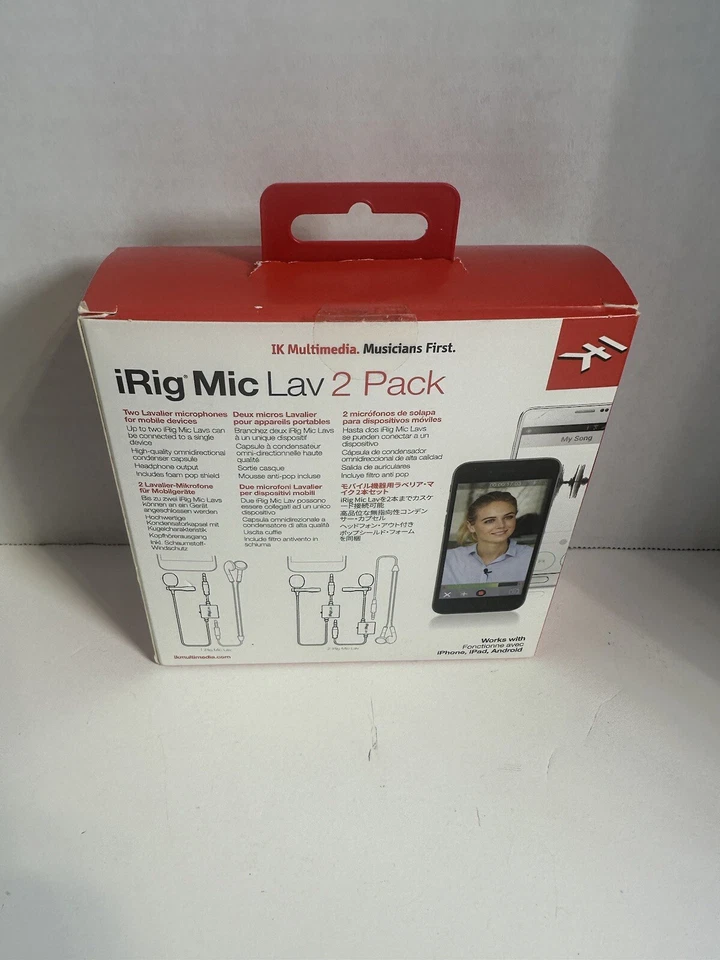 IK Multimedia. Musicians First.
iRig® Mic Lav 2 Pack
Two Lavalier microphones
for mobile devices
Up to two iRig Mic Lavs can
be connected to a single
device
High-quality omnidirectional
condenser capsule
Headphone output
Includes foam pop shield
Deux micros Lavalier
pour appareils portables
Branchez deux iRig Mic Lavs
à un unique dispositif
Capsule à condensateur
omni-directionnelle haute
qualité
Sortie casque
Mousse anti-pop incluse
2 micrófonos de solapa
para dispositivos móviles
Hasta dos iRig Mic Lavs
se pueden conectar a un
dispositivo
Capsula de condensador
omnidireccional de alta calidad
Salida de auriculares
Incluye filtro anti pop
2 Lavalier-Mikrofone
für Mobilgeräte
Bis zu zwei iRig Mic Lavs
können an ein Gerät
angeschlossen werden
Hochwertige
Kondensatorkapsel mit
Kugelcharakteristik
Kopfhörerausgang
Inkl. Schaumstoff-
Windschutz
Due microfoni Lavalier
per dispositivi mobili
Due iRig Mic Lav possono
essere collegati ad un unico
dispositivo
Capsula omnidirezionale a
condensatore di alta qualità
Uscita cuffie
Include filtro antivento in
schiuma
モバイル機器用ラベリア・マ
イク2本セット
iRig Mic Lavを2本までカスケ
ード接続可能
高品位な無指向性コンデン
サー・カプセル
ヘッドフォン・アウト付き
ポップシールド・フォーム
を同梱
My Song
1 iRig Mic Lav
2 iRig Mic Lav
ikmultimedia.com
Works with
Fonctionne avec
iPhone, iPad, Android